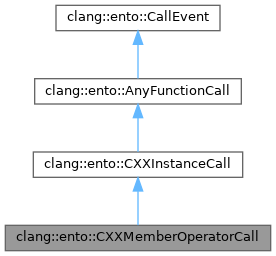 clang::ento::CallEvent
clang::ento::AnyFunctionCall
clang::ento::CXXInstanceCall
clang::ento::CXXMemberOperatorCall